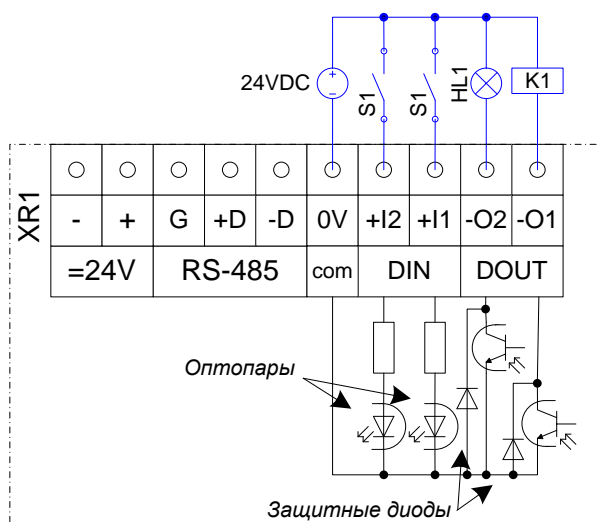 24VDC
S1
S1
HL1
K1
XR1
- + G +D -D 0V +I2 +I1 -O2 -O1
=24V RS-485 com DIN DOUT
Оптопары
Защитные диоды